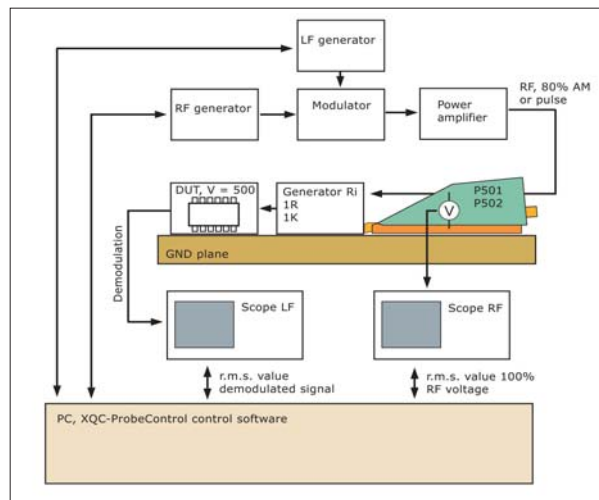 LF generator
RF generator
Modulator
Power
amplifier
RF, 80% AM
or pulse
DUT, V = 500
Generator Ri
1R
1K
P501
P502
V
GND plane
Demodulation
Scope LF
Scope RF
r.m.s. value
demodulated signal
r.m.s. value 100%
RF voltage
PC, XQC-ProbeControl control software